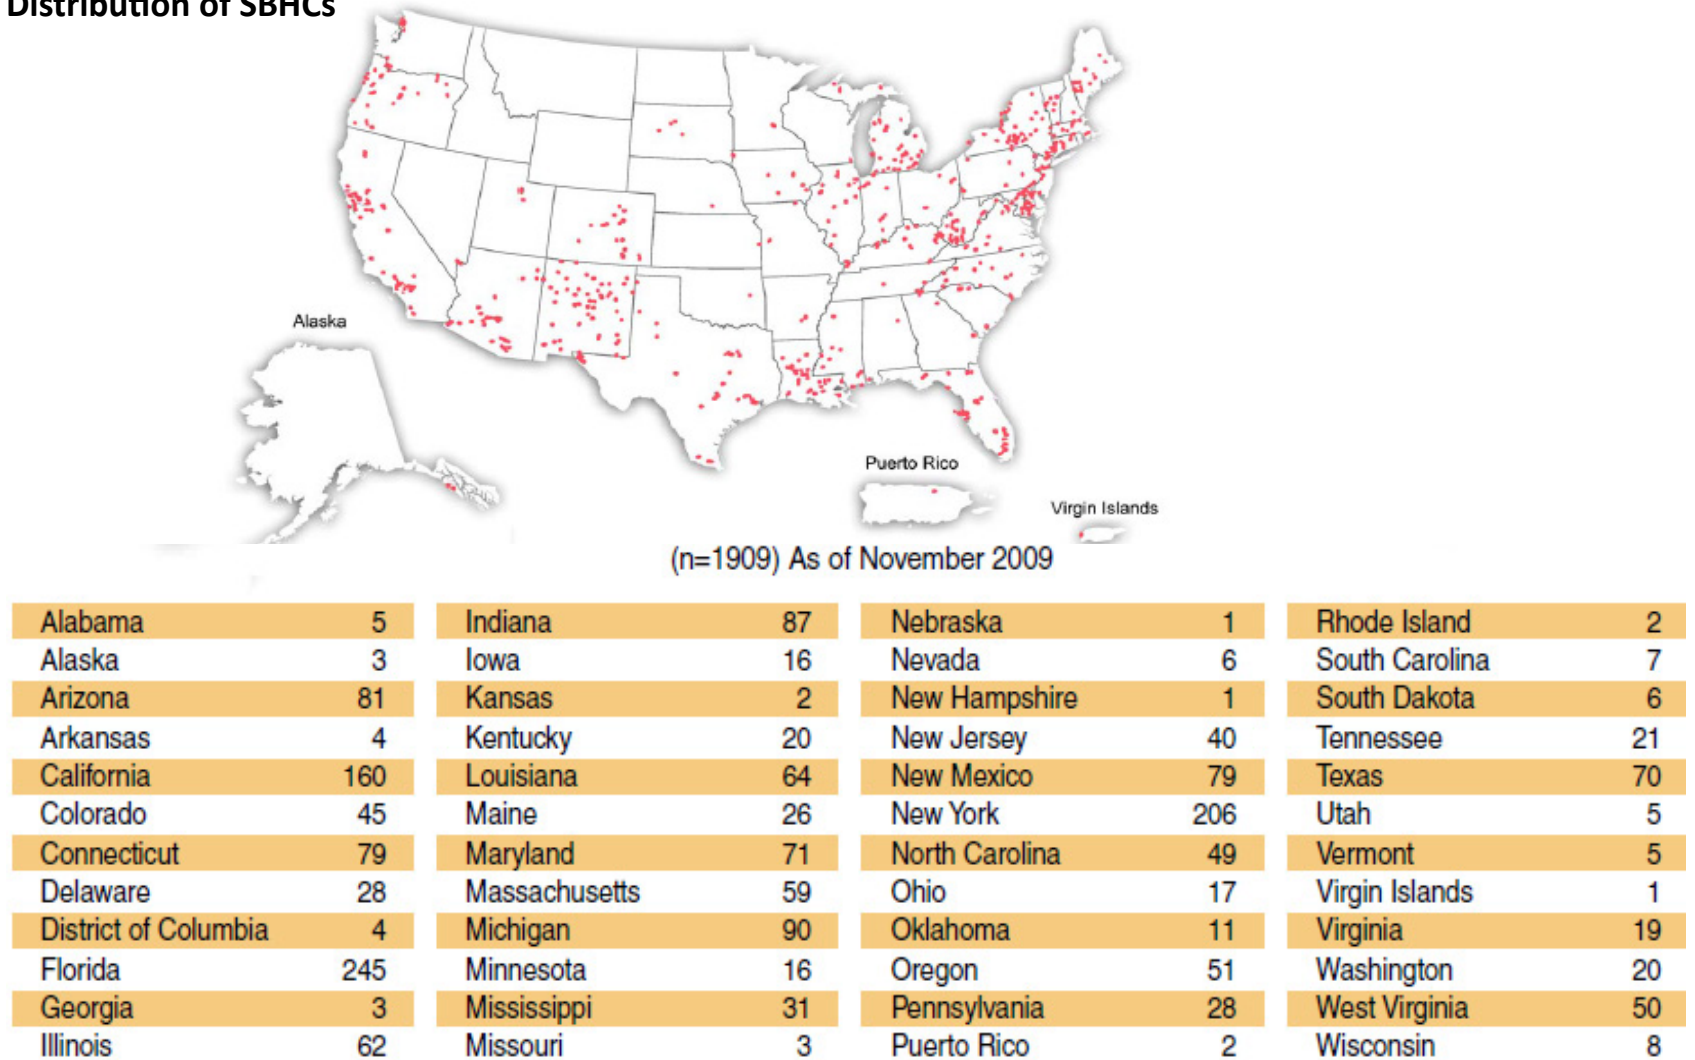 Distribution of SBHCs
Alaska
Puerto Rico
Virgin Islands
(n=1909) As of November 2009
Alabama 5
Alaska 3
Arizona 81
Arkansas 4
California 160
Colorado 45
Connecticut 79
Delaware 28
District of Columbia 4
Florida 245
Georgia 3
Illinois 62
Indiana 87
Iowa 16
Kansas 2
Kentucky 20
Louisiana 64
Maine 26
Maryland 71
Massachusetts 59
Michigan 90
Minnesota 16
Mississippi 31
Missouri 3
Nebraska 1
Nevada 6
New Hampshire 1
New Jersey 40
New Mexico 79
New York 206
North Carolina 49
Ohio 17
Oklahoma 11
Oregon 51
Pennsylvania 28
Puerto Rico 2
Rhode Island 2
South Carolina 7
South Dakota 6
Tennessee 21
Texas 70
Utah 5
Vermont 5
Virgin Islands 1
Virginia 19
Washington 20
West Virginia 50
Wisconsin 8